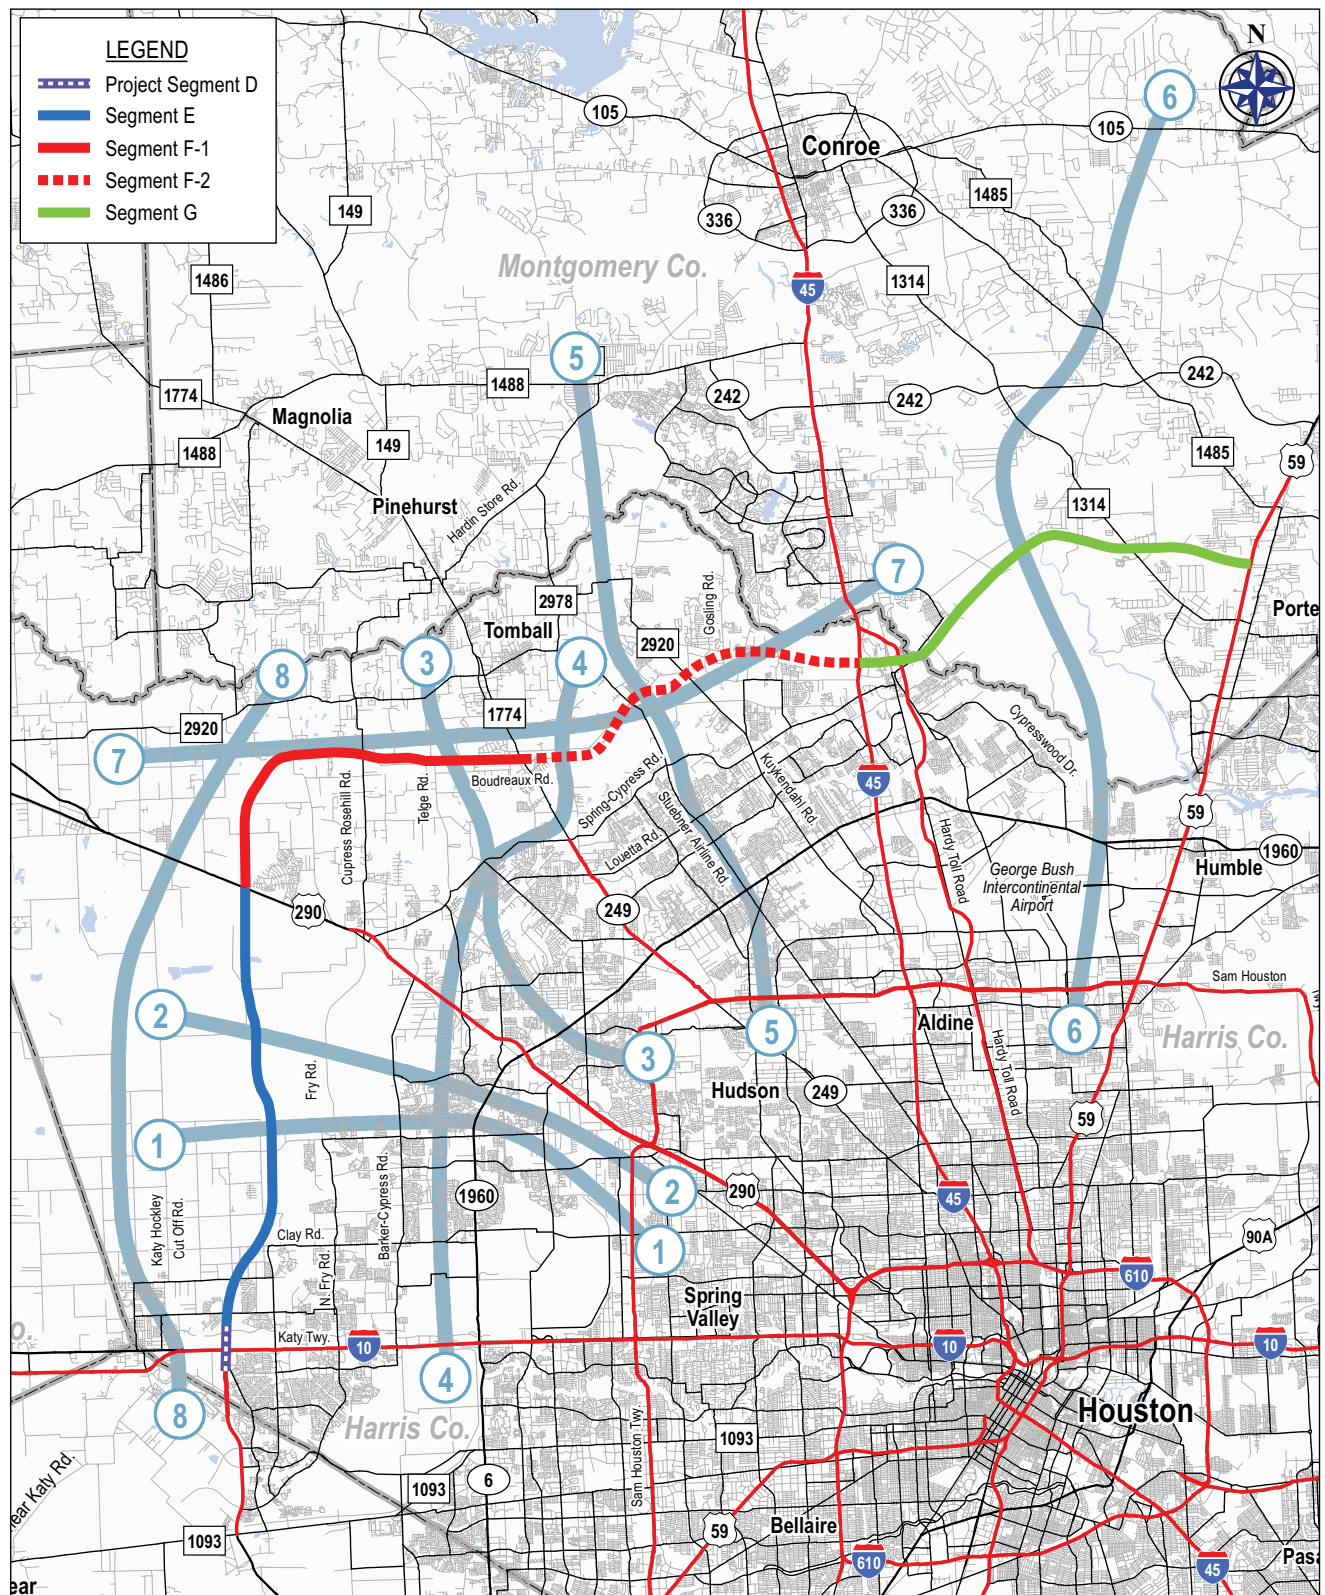 LEGEND
Project Segment D
Segment E
Segment F-1
Segment F-2
Segment G
N
6
105
105
Conroe
1485
149
336
336
Montgomery Co.
1486
1314
45
5
242
1488
1774
242
242
Magnolia
149
1488
1485
59
Pinehurst
Hardin Store Rd.
1314
7
2978
Gosling Rd.
Porte
Tomball
2920
3
4
8
1774
2920
Cypresswood Dr.
7
Boudreaux Rd.
Kuykendahl Rd.
45
Spring-Cypress Rd.
Telge Rd.
Cupress Rosehill Rd.
Stuebner Airline Rd.
59
Louetta Rd.
Hardy Toll Road
1960
Humble
George Bush
Intercontinental
Airport
290
249
Sam Houston
2
5
Aldine
6
Harris Co.
3
Hardy Toll Road
Fry Rd.
Hudson
249
59
1
Barker-Cypress Rd.
1960
2
290
45
Katy Hockley
Cut Off Rd.
Clay Rd.
1
90A
N. Fry Rd.
610
Spring
Valley
o.
Katy Twy.
10
10
10
4
8
Houston
Harris Co.
Sam Houston Twy.
1093
near Katy Rd.
1093
6
59
Bellaire
1093
610
45
Pasa
ear